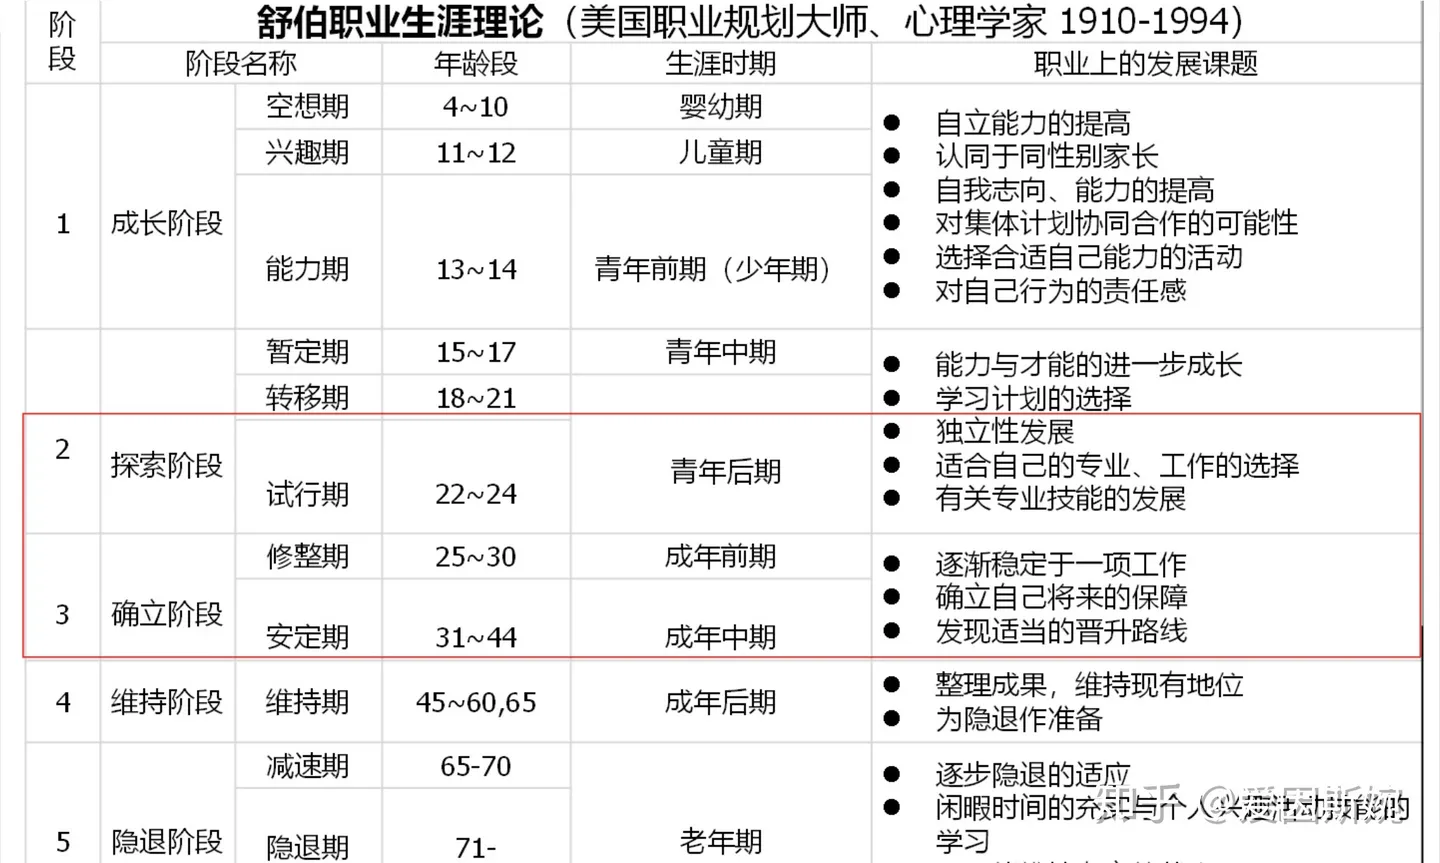 阶段
舒伯职业生涯理论（美国职业规划大师、心理学家 1910-1994）
阶段名称 年龄段 生涯时期 职业上的发展课题
空想期 4~10 婴幼期
兴趣期 11~12 儿童期
1 成长阶段 能力期 13~14 青年前期（少年期）
● 自立能力的提高
● 认同于同性别家长
● 自我志向、能力的提高
● 对集体计划协同合作的可能性
● 选择合适自己能力的活动
● 对自己行为的责任感
暂定期 15~17 青年中期
转移期 18~21
2 探索阶段 试行期 22~24 青年后期
● 能力与才能的进一步成长
● 学习计划的选择
● 独立性发展
● 适合自己的专业、工作的选择
● 有关专业技能的发展
修整期 25~30 成年前期
3 确立阶段 安定期 31~44 成年中期
● 逐渐稳定于一项工作
● 确立自己将来的保障
● 发现适当的晋升路线
4 维持阶段 维持期 45~60,65 成年后期
● 整理成果，维持现有地位
● 为隐退作准备
减速期 65-70
5 隐退阶段 隐退期 71- 老年期
● 逐步隐退的适应
● 闲暇时间的充实与个人兴趣活动技能的
学习
知乎 @爱因斯婉